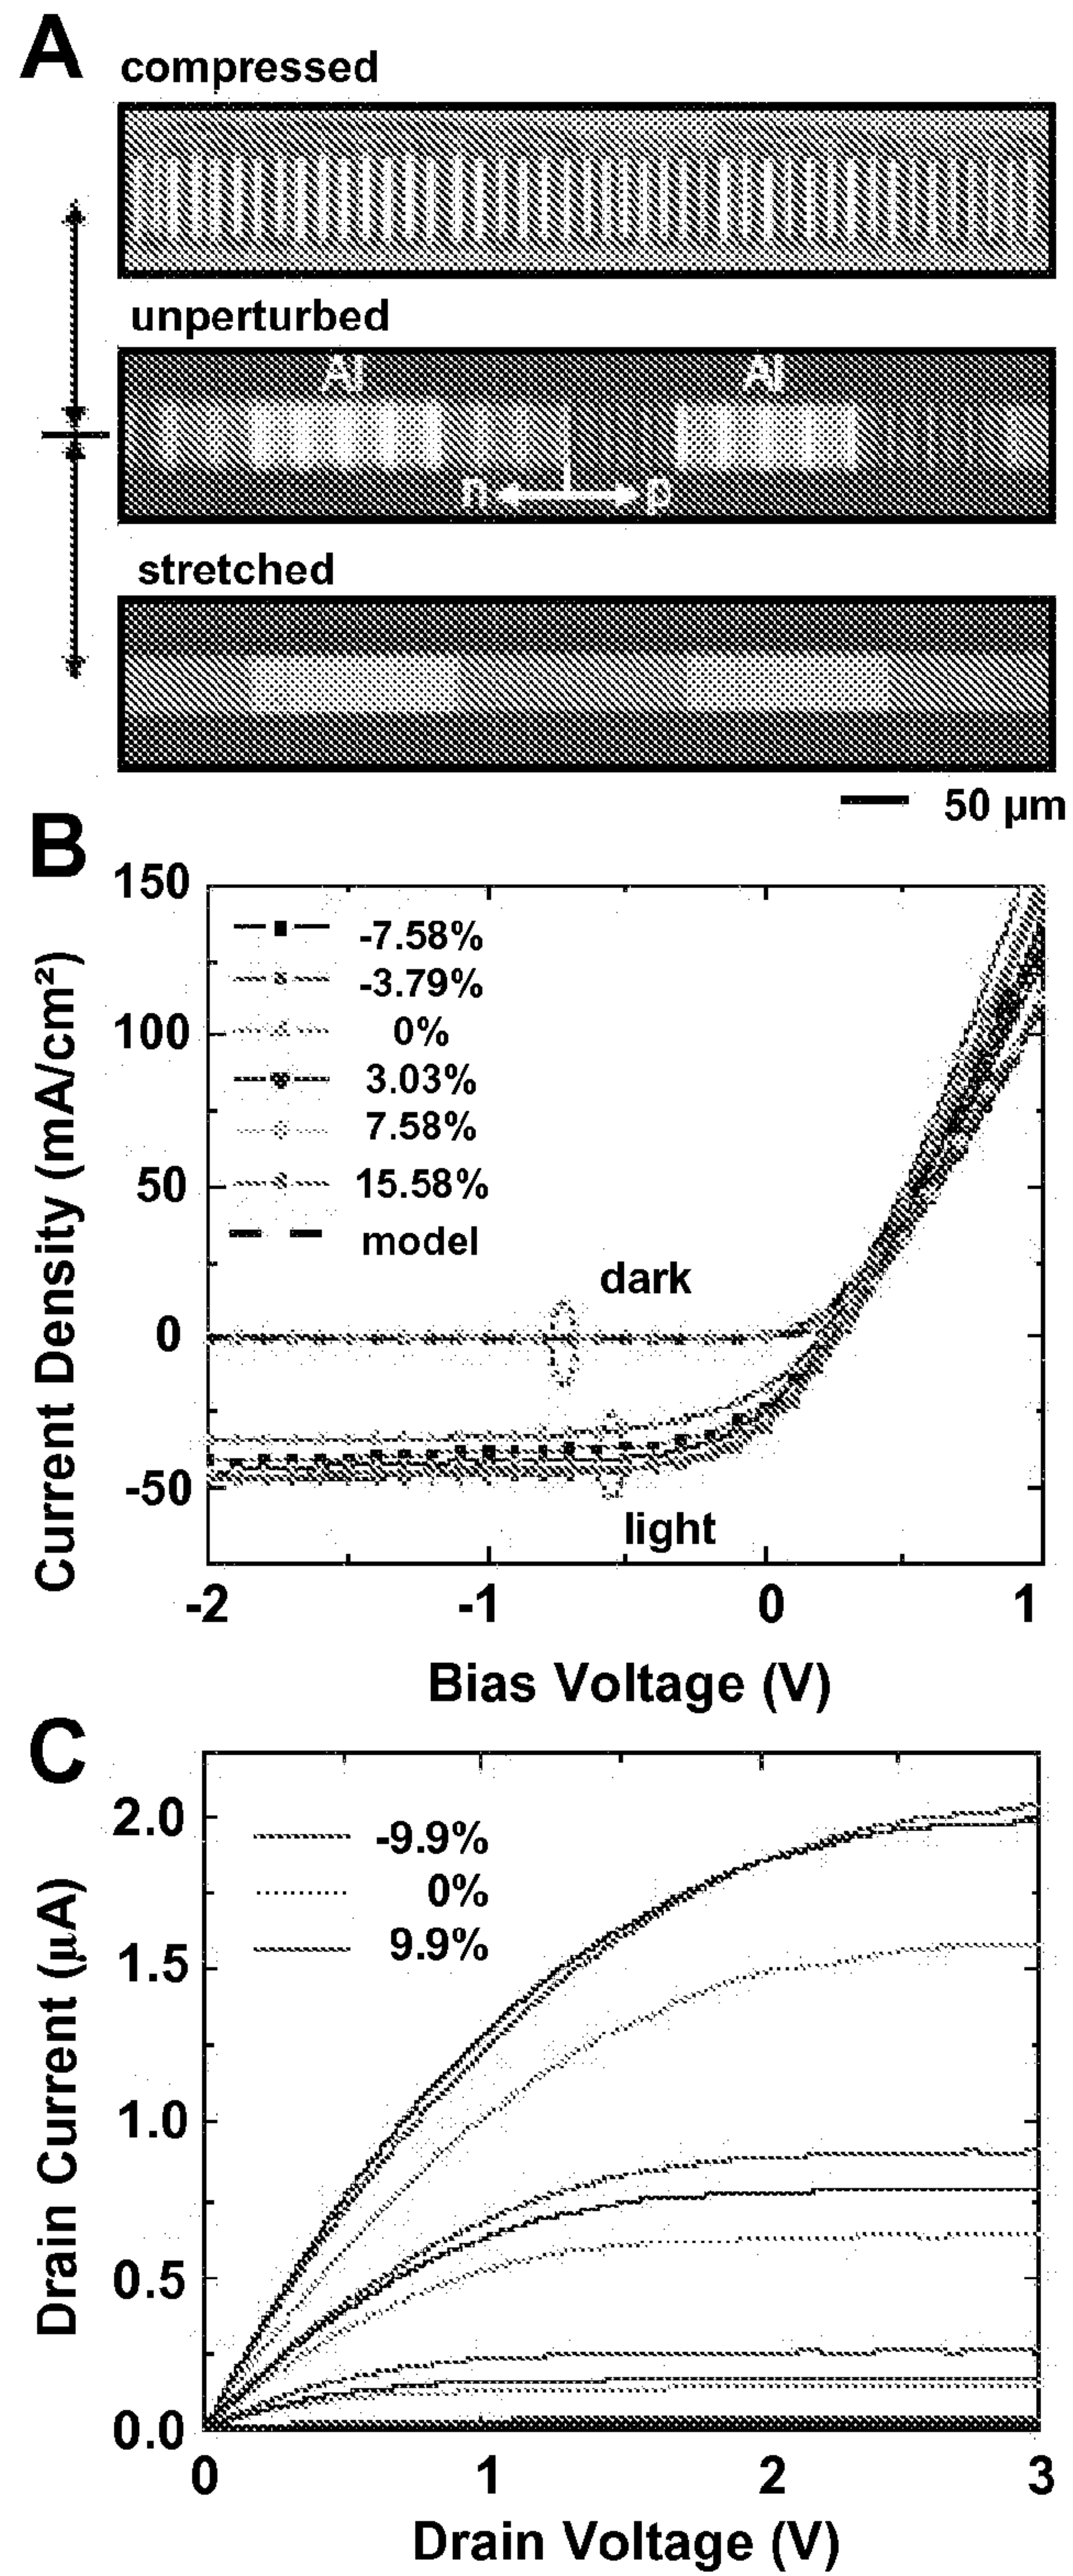 A
compressed
unperturbed
Al Al
n p
stretched
50 µm
B
Current Density (mA/cm²)
150
100
50
0
-50
-7.58%
-3.79%
0%
3.03%
7.58%
15.58%
model
dark
light
-2 -1 0 1
Bias Voltage (V)
C
Drain Current (µA)
2.0
1.5
1.0
0.5
0.0
-9.9%
0%
9.9%
0 1 2 3
Drain Voltage (V)